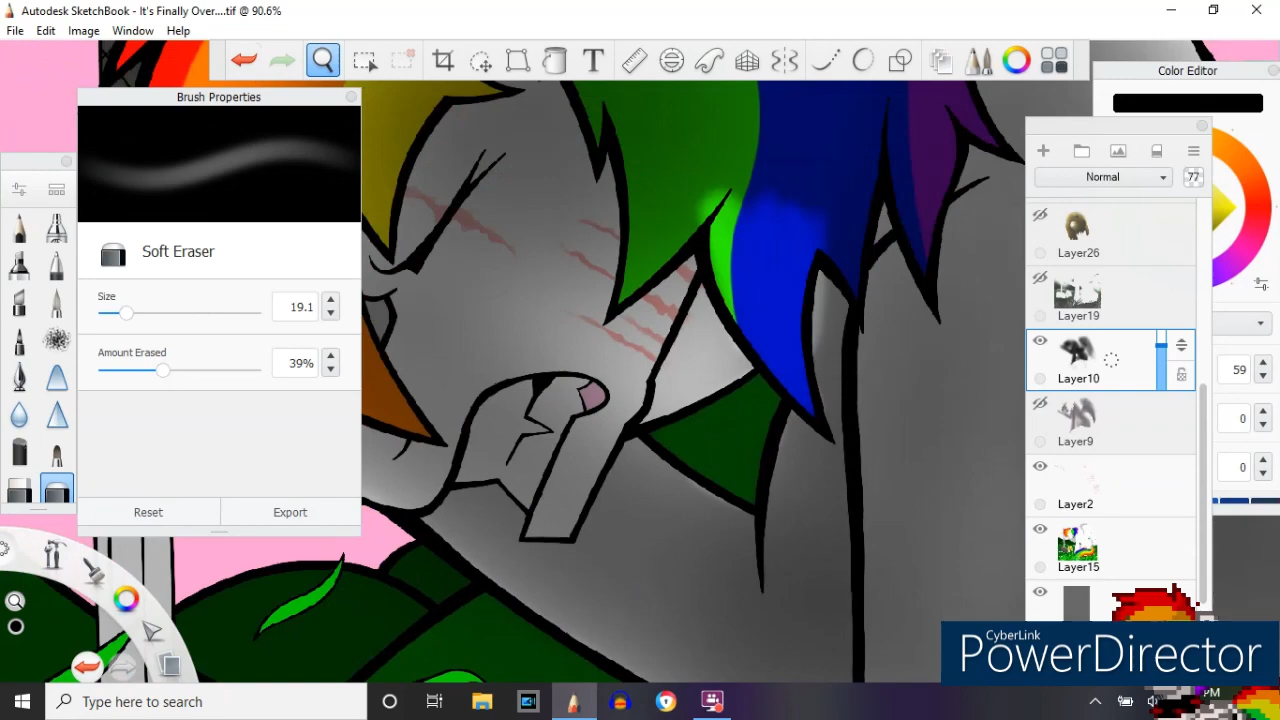 Autodesk SketchBook - It's Finally Over....tif @ 90.6%
File Edit Image Window Help
T
Brush Properties
Color Editor
Soft Eraser
Size
19.1
Amount Erased
39%
Reset Export
Normal 77
Layer26
Layer19
Layer10
Layer9
Layer2
Layer15
59
0
0
CyberLink
PowerDirector
Type here to search
PM